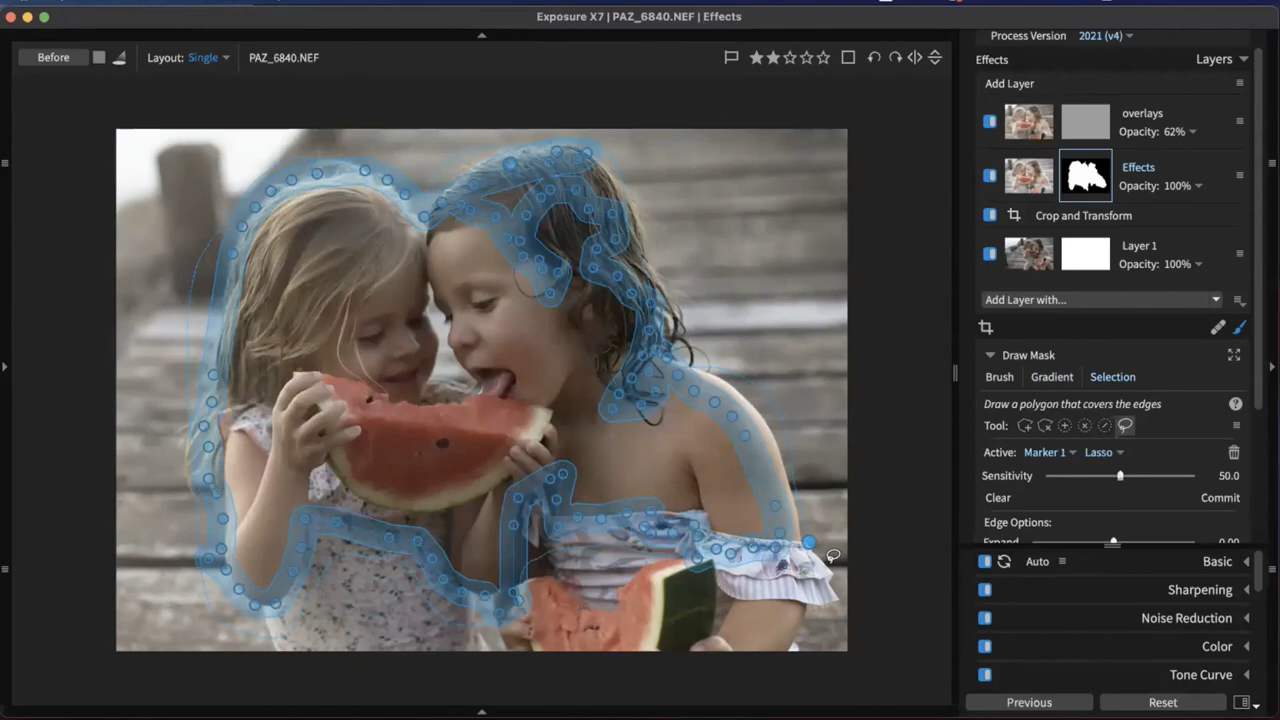 Exposure X7 | PAZ_6840.NEF | Effects
Before
Layout: Single
PAZ_6840.NEF
Process Version 2021 (v4)
Effects
Layers
Add Layer
overlays
Opacity: 62%
Effects
Opacity: 100%
Crop and Transform
Layer 1
Opacity: 100%
Add Layer with...
Draw Mask
Brush Gradient Selection
Draw a polygon that covers the edges
Tool:
Active: Marker 1 Lasso
Sensitivity 50.0
Clear Commit
Edge Options:
Expand 0.00
Auto Basic
Sharpening
Noise Reduction
Color
Tone Curve
Previous Reset